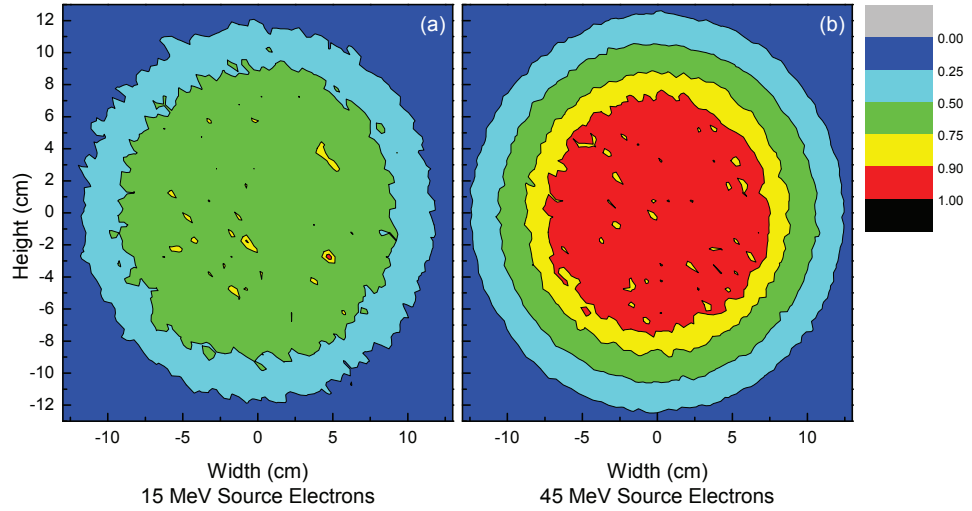 (a)
(b)
12
10
8
6
4
2
0
-2
-4
-6
-8
-10
-12
Height (cm)
-10 -5 0 5 10
-10 -5 0 5 10
Width (cm)
15 MeV Source Electrons
Width (cm)
45 MeV Source Electrons
0.00
0.25
0.50
0.75
0.90
1.00